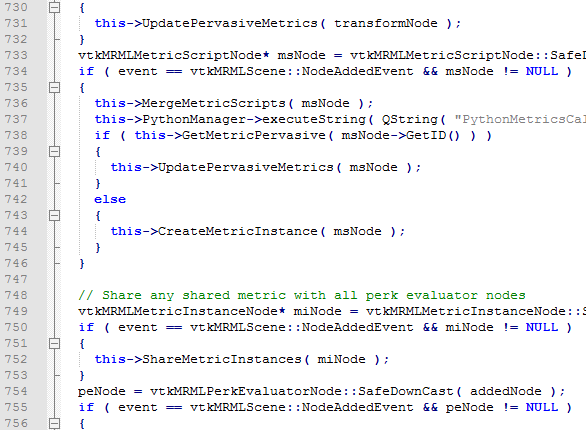 730 {
731 this->UpdatePervasiveMetrics( transformNode );
732 }
733 vtkMRMLMetricScriptNode* msNode = vtkMRMLMetricScriptNode::SafeD
734 if ( event == vtkMRMLScene::NodeAddedEvent && msNode != NULL )
735 {
736 this->MergeMetricScripts( msNode );
737 this->PythonManager->executeString( QString( "PythonMetricsCal
738 if ( this->GetMetricPervasive( msNode->GetID() ) )
739 {
740 this->UpdatePervasiveMetrics( msNode );
741 }
742 else
743 {
744 this->CreateMetricInstance( msNode );
745 }
746 }
747
748 // Share any shared metric with all perk evaluator nodes
749 vtkMRMLMetricInstanceNode* miNode = vtkMRMLMetricInstanceNode::S
750 if ( event == vtkMRMLScene::NodeAddedEvent && miNode != NULL )
751 {
752 this->ShareMetricInstances( miNode );
753 }
754 peNode = vtkMRMLPerkEvaluatorNode::SafeDownCast( addedNode );
755 if ( event == vtkMRMLScene::NodeAddedEvent && peNode != NULL )
756 {